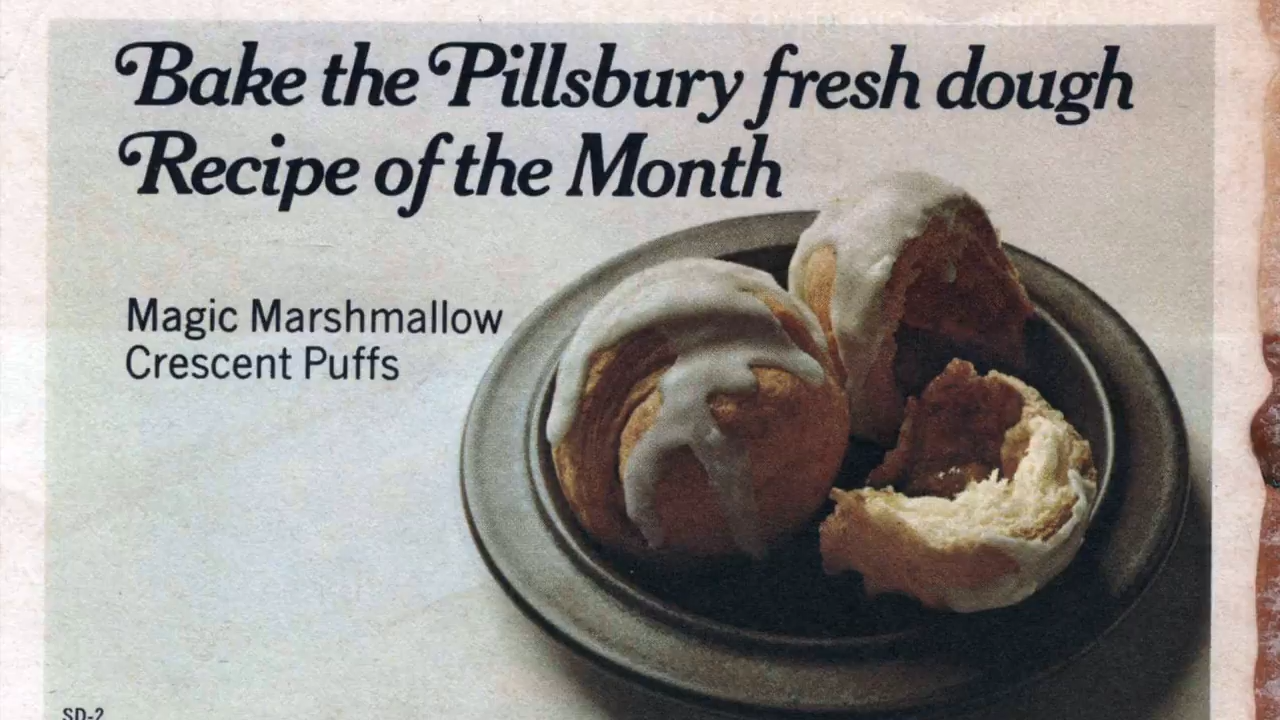 Bake the Pillsbury fresh dough
Recipe of the Month
Magic Marshmallow
Crescent Puffs
SD-2